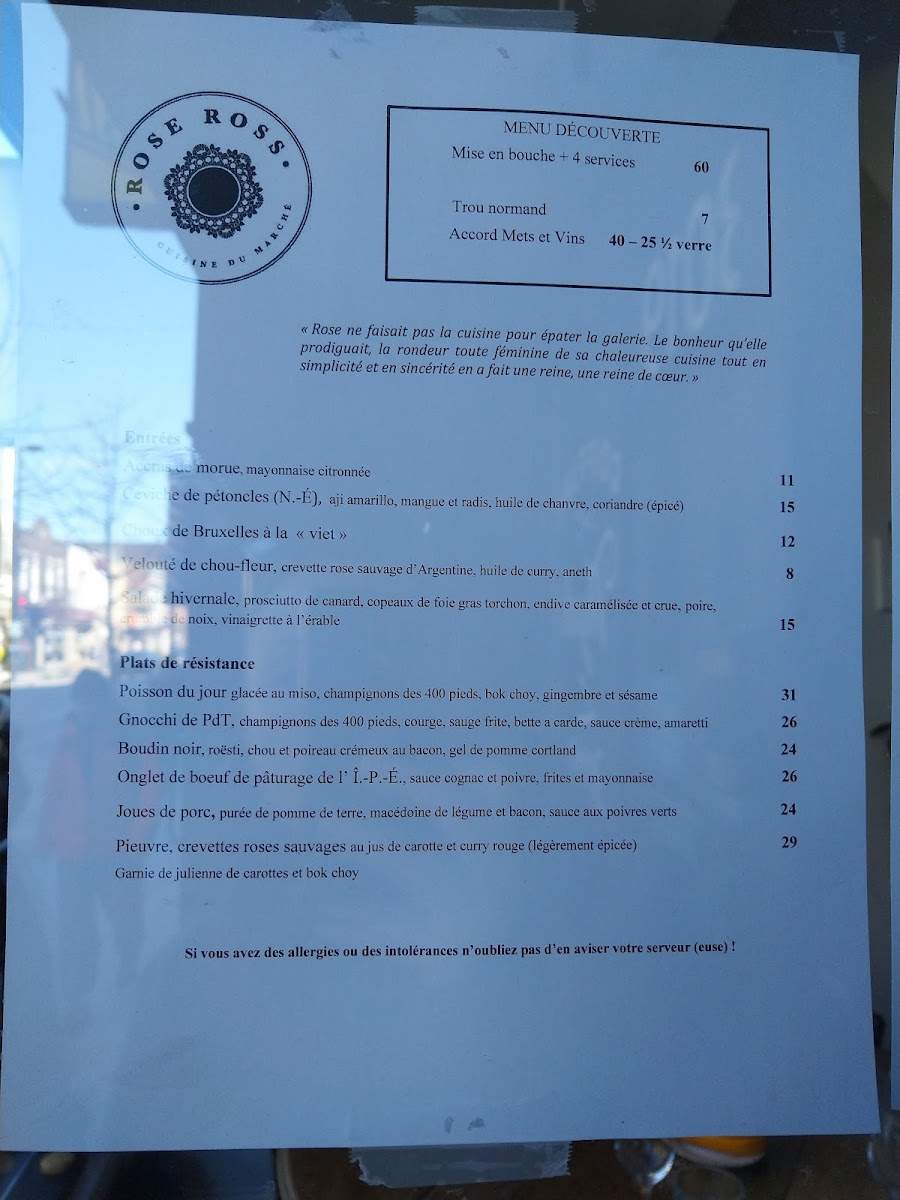 • ROSE ROSS •
CUISINE DU MARCHÉ
MENU DÉCOUVERTE
Mise en bouche + 4 services 60
Trou normand 7
Accord Mets et Vins 40 – 25 ½ verre
« Rose ne faisait pas la cuisine pour épater la galerie. Le bonheur qu'elle
prodiguait, la rondeur toute féminine de sa chaleureuse cuisine tout en
simplicité et en sincérité en a fait une reine, une reine de cœur. »
Entrées
Accras de morue, mayonnaise citronnée 11
Ceviche de pétoncles (N.-É), aji amarillo, mangue et radis, huile de chanvre, coriandre (épicé) 15
Choux de Bruxelles à la « viet » 12
Velouté de chou-fleur, crevette rose sauvage d'Argentine, huile de curry, aneth 8
Salade hivernale, prosciutto de canard, copeaux de foie gras torchon, endive caramélisée et crue, poire,
de noix, vinaigrette à l'érable 15
Plats de résistance
Poisson du jour glacée au miso, champignons des 400 pieds, bok choy, gingembre et sésame 31
Gnocchi de PdT, champignons des 400 pieds, courge, sauge frite, bette a carde, sauce crème, amaretti 26
Boudin noir, roësti, chou et poireau crémeux au bacon, gel de pomme cortland 24
Onglet de boeuf de pâturage de l' Î.-P.-É., sauce cognac et poivre, frites et mayonnaise 26
Joues de porc, purée de pomme de terre, macédoine de légume et bacon, sauce aux poivres verts 24
Pieuvre, crevettes roses sauvages au jus de carotte et curry rouge (légèrement épicée) 29
Garnie de julienne de carottes et bok choy
Si vous avez des allergies ou des intolérances n'oubliez pas d'en aviser votre serveur (euse) !